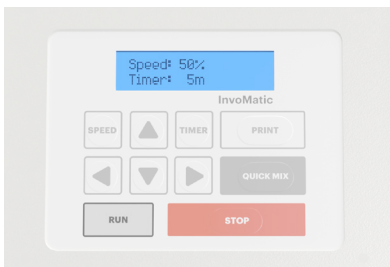 Speed: 50%
Timer: 5m
InvoMatic
SPEED
TIMER
PRINT
QUICK MIX
RUN
STOP